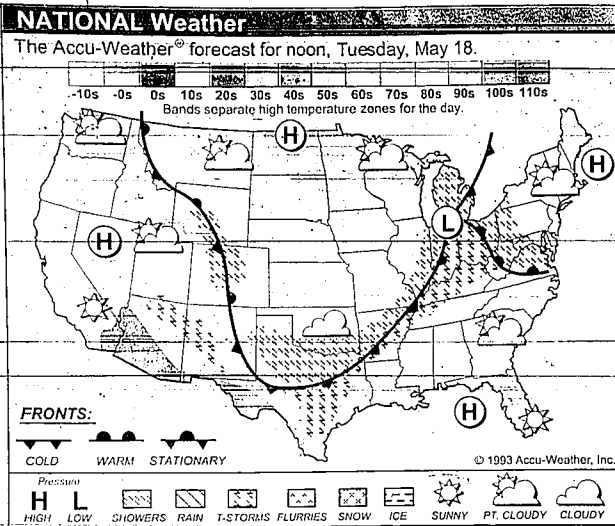 NATIONAL Weather
The Accu-Weather® forecast for noon, Tuesday, May 18.
-10s -0s 0s 10s 20s 30s 40s 50s 60s 70s 80s 90s 100s 110s
Bands separate high temperature zones for the day.
H
H
H
L
H
FRONTS:
COLD WARM STATIONARY
© 1993 Accu-Weather, Inc.
Pressure
H L
HIGH LOW SHOWERS RAIN T-STORMS FLURRIES SNOW ICE SUNNY PT. CLOUDY CLOUDY